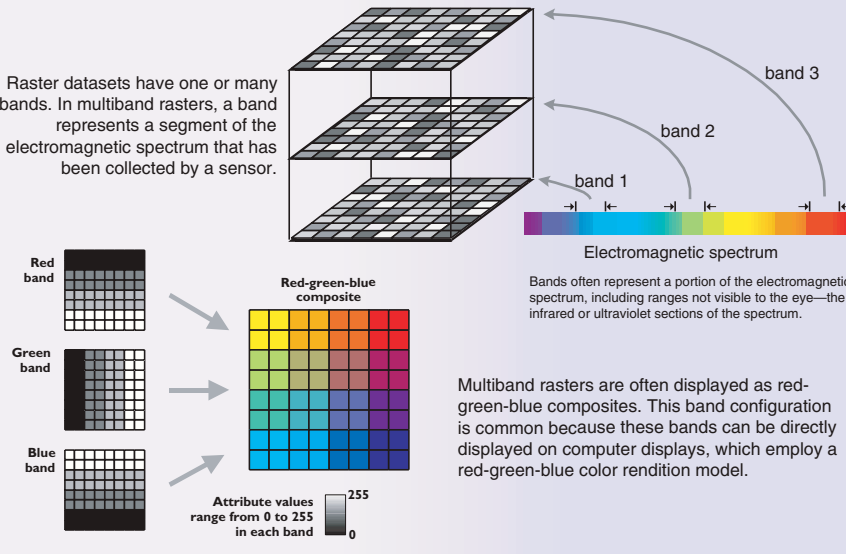 Raster datasets have one or many
bands. In multiband rasters, a band
represents a segment of the
electromagnetic spectrum that has
been collected by a sensor.
band 3
band 2
band 1
Electromagnetic spectrum
Bands often represent a portion of the electromagnetic
spectrum, including ranges not visible to the eye—the
infrared or ultraviolet sections of the spectrum.
Red
band
Green
band
Blue
band
Red-green-blue
composite
Attribute values
range from 0 to 255
in each band
255
0
Multiband rasters are often displayed as red-
green-blue composites. This band configuration
is common because these bands can be directly
displayed on computer displays, which employ a
red-green-blue color rendition model.